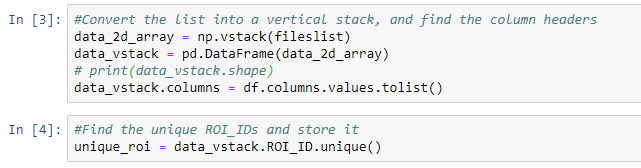 In [3]: #Convert the list into a vertical stack, and find the column headers
data_2d_array = np.vstack(fileslist)
data_vstack = pd.DataFrame(data_2d_array)
# print(data_vstack.shape)
data_vstack.columns = df.columns.values.tolist()
In [4]: #Find the unique ROI_IDs and store it
unique_roi = data_vstack.ROI_ID.unique()